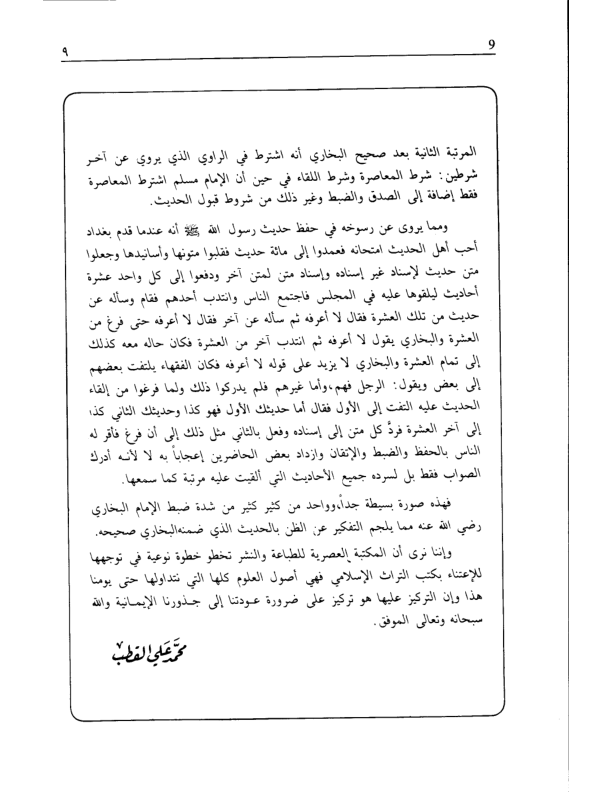 9
٩
المرتبة الثانية بعد صحيح البخاري أنه اشترط في الراوي الذي يروي عن آخر
شرطين: شرط المعاصرة وشرط اللقاء في حين أن الإمام مسلم اشترط المعاصرة
فقط إضافة إلى الصدق والضبط وغير ذلك من شروط قبول الحديث.
ومما يروى عن رسوخه في حفظ حديث رسول الله ﷺ أنه عندما قدم بغداد
أحب أهل الحديث امتحانه فعمدوا إلى مائة حديث فقلبوا متونها وأسانيدها وجعلوا
متن حديث لإسناد غير إسناده وإسناد متن لمتن آخر ودفعوا إلى كل واحد عشرة
أحاديث ليلقوها عليه في المجلس فاجتمع الناس وانتدب أحدهم فقام وسأله عن
حديث من تلك العشرة فقال لا أعرفه ثم سأله عن آخر فقال لا أعرفه حتى فرغ من
العشرة والبخاري يقول لا أعرفه ثم انتدب آخر من العشرة فكان حاله معه كذلك
إلى تمام العشرة والبخاري لا يزيد على قوله لا أعرفه فكان الفقهاء يلتفت بعضهم
إلى بعض ويقول: الرجل فهم، وأما غيرهم فلم يدركوا ذلك ولما فرغوا من إلقاء
الحديث عليه التفت إلى الأول فقال أما حديثك الأول فهو كذا وحديثك الثاني كذا
إلى آخر العشرة فردَّ كل متن إلى إسناده وفعل بالثاني مثل ذلك إلى أن فرغ فأقر له
الناس بالحفظ والضبط والإتقان وازداد بعض الحاضرين إعجاباً به لا لأنه أدرك
الصواب فقط بل لسرده جميع الأحاديث التي ألقيت عليه مرتبة كما سمعها.
فهذه صورة بسيطة جداً، وواحد من كثير كثير من شدة ضبط الإمام البخاري
رضي الله عنه مما يلجم التفكير عن الظن بالحديث الذي ضمنه البخاري صحيحه.
وإننا نرى أن المكتبة العصرية للطباعة والنشر تخطو خطوة نوعية في توجهها
للإعتناء بكتب التراث الإسلامي فهي أصول العلوم كلها التي نتداولها حتى يومنا
هذا وإن التركيز عليها هو تركيز على ضرورة عودتنا إلى جذورنا الإيمانية والله
سبحانه وتعالى الموفق.
محمَّد علي القطب